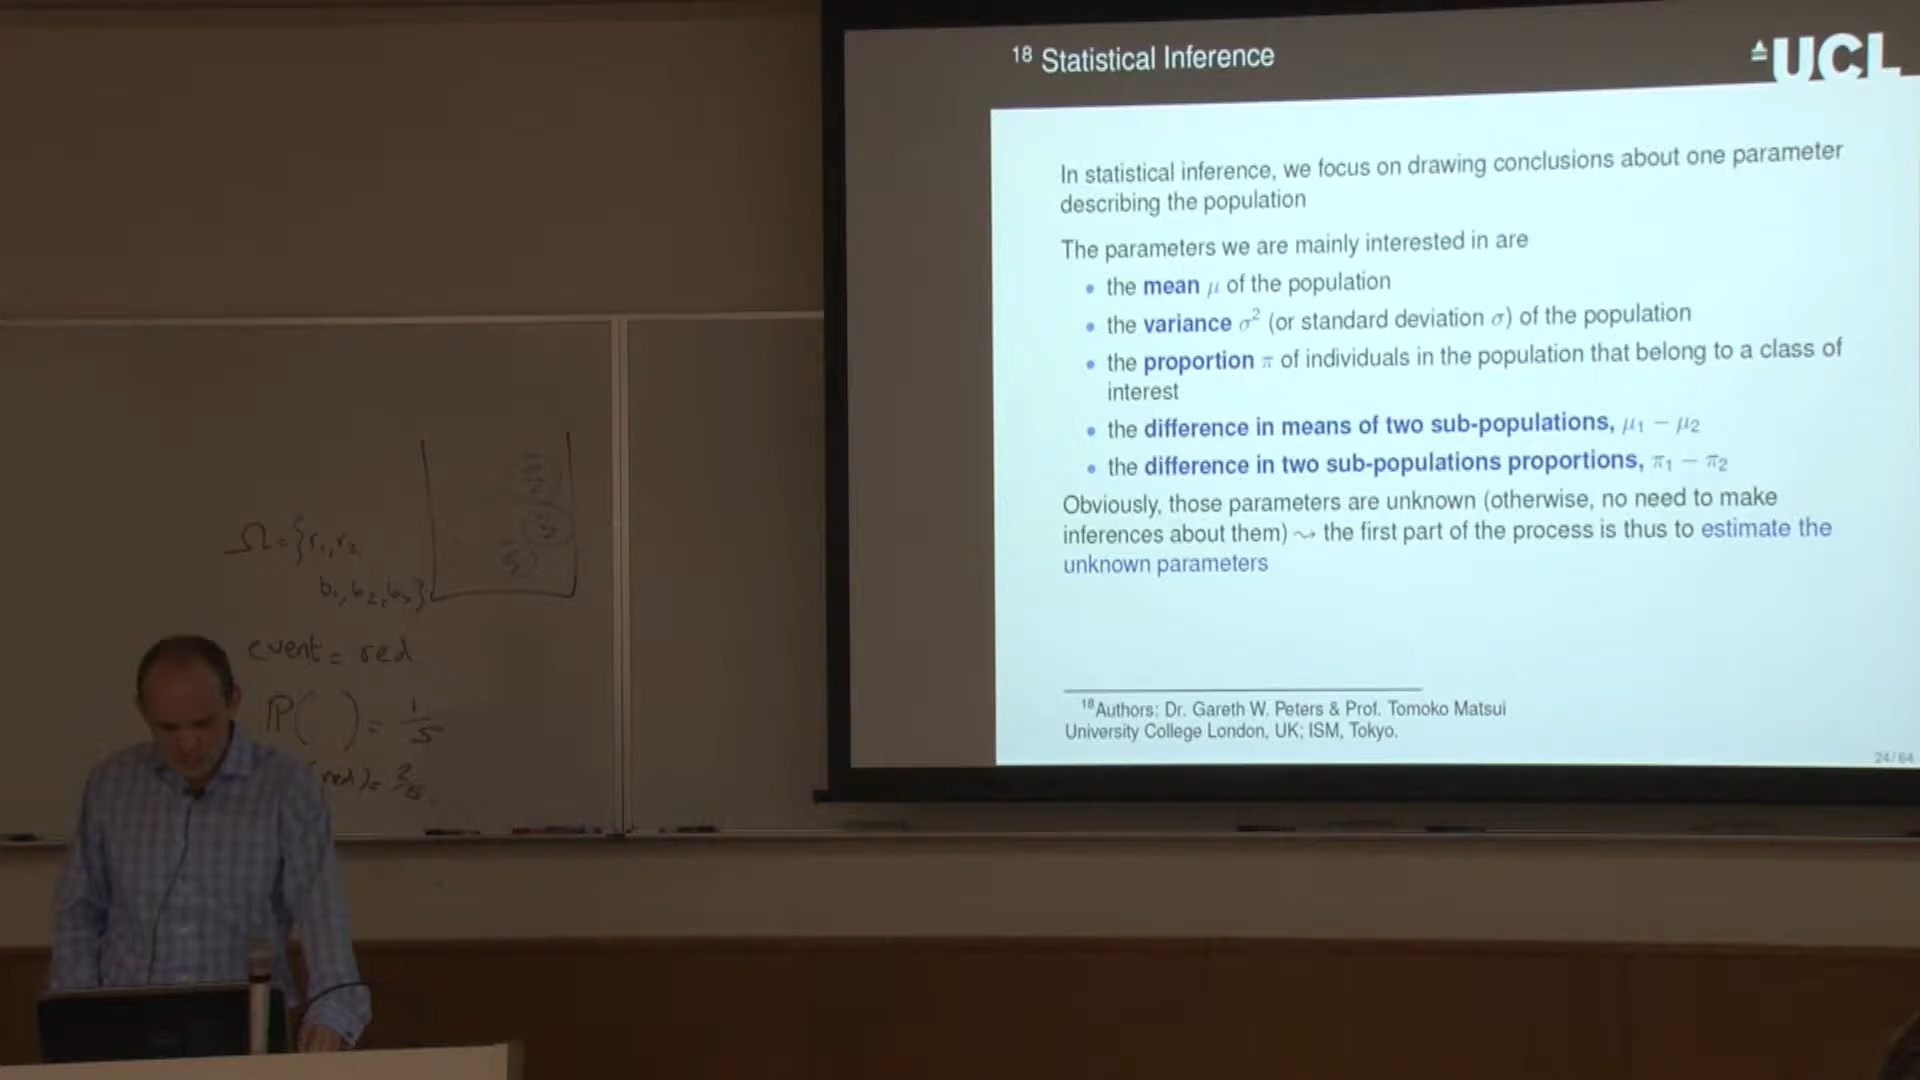 18 Statistical Inference
UCL
In statistical inference, we focus on drawing conclusions about one parameter
describing the population
The parameters we are mainly interested in are
• the mean μ of the population
• the variance σ² (or standard deviation σ) of the population
• the proportion π of individuals in the population that belong to a class of
interest
• the difference in means of two sub-populations, μ₁ − μ₂
• the difference in two sub-populations proportions, π₁ − π₂
Obviously, those parameters are unknown (otherwise, no need to make
inferences about them) ⇝ the first part of the process is thus to estimate the
unknown parameters
18Authors: Dr. Gareth W. Peters & Prof. Tomoko Matsui
University College London, UK; ISM, Tokyo.
24/64
Ω = {r₁, r₂
b₁, b₂, b₃}
event = red
ℙ( ) = 1/5
red) = 2/5